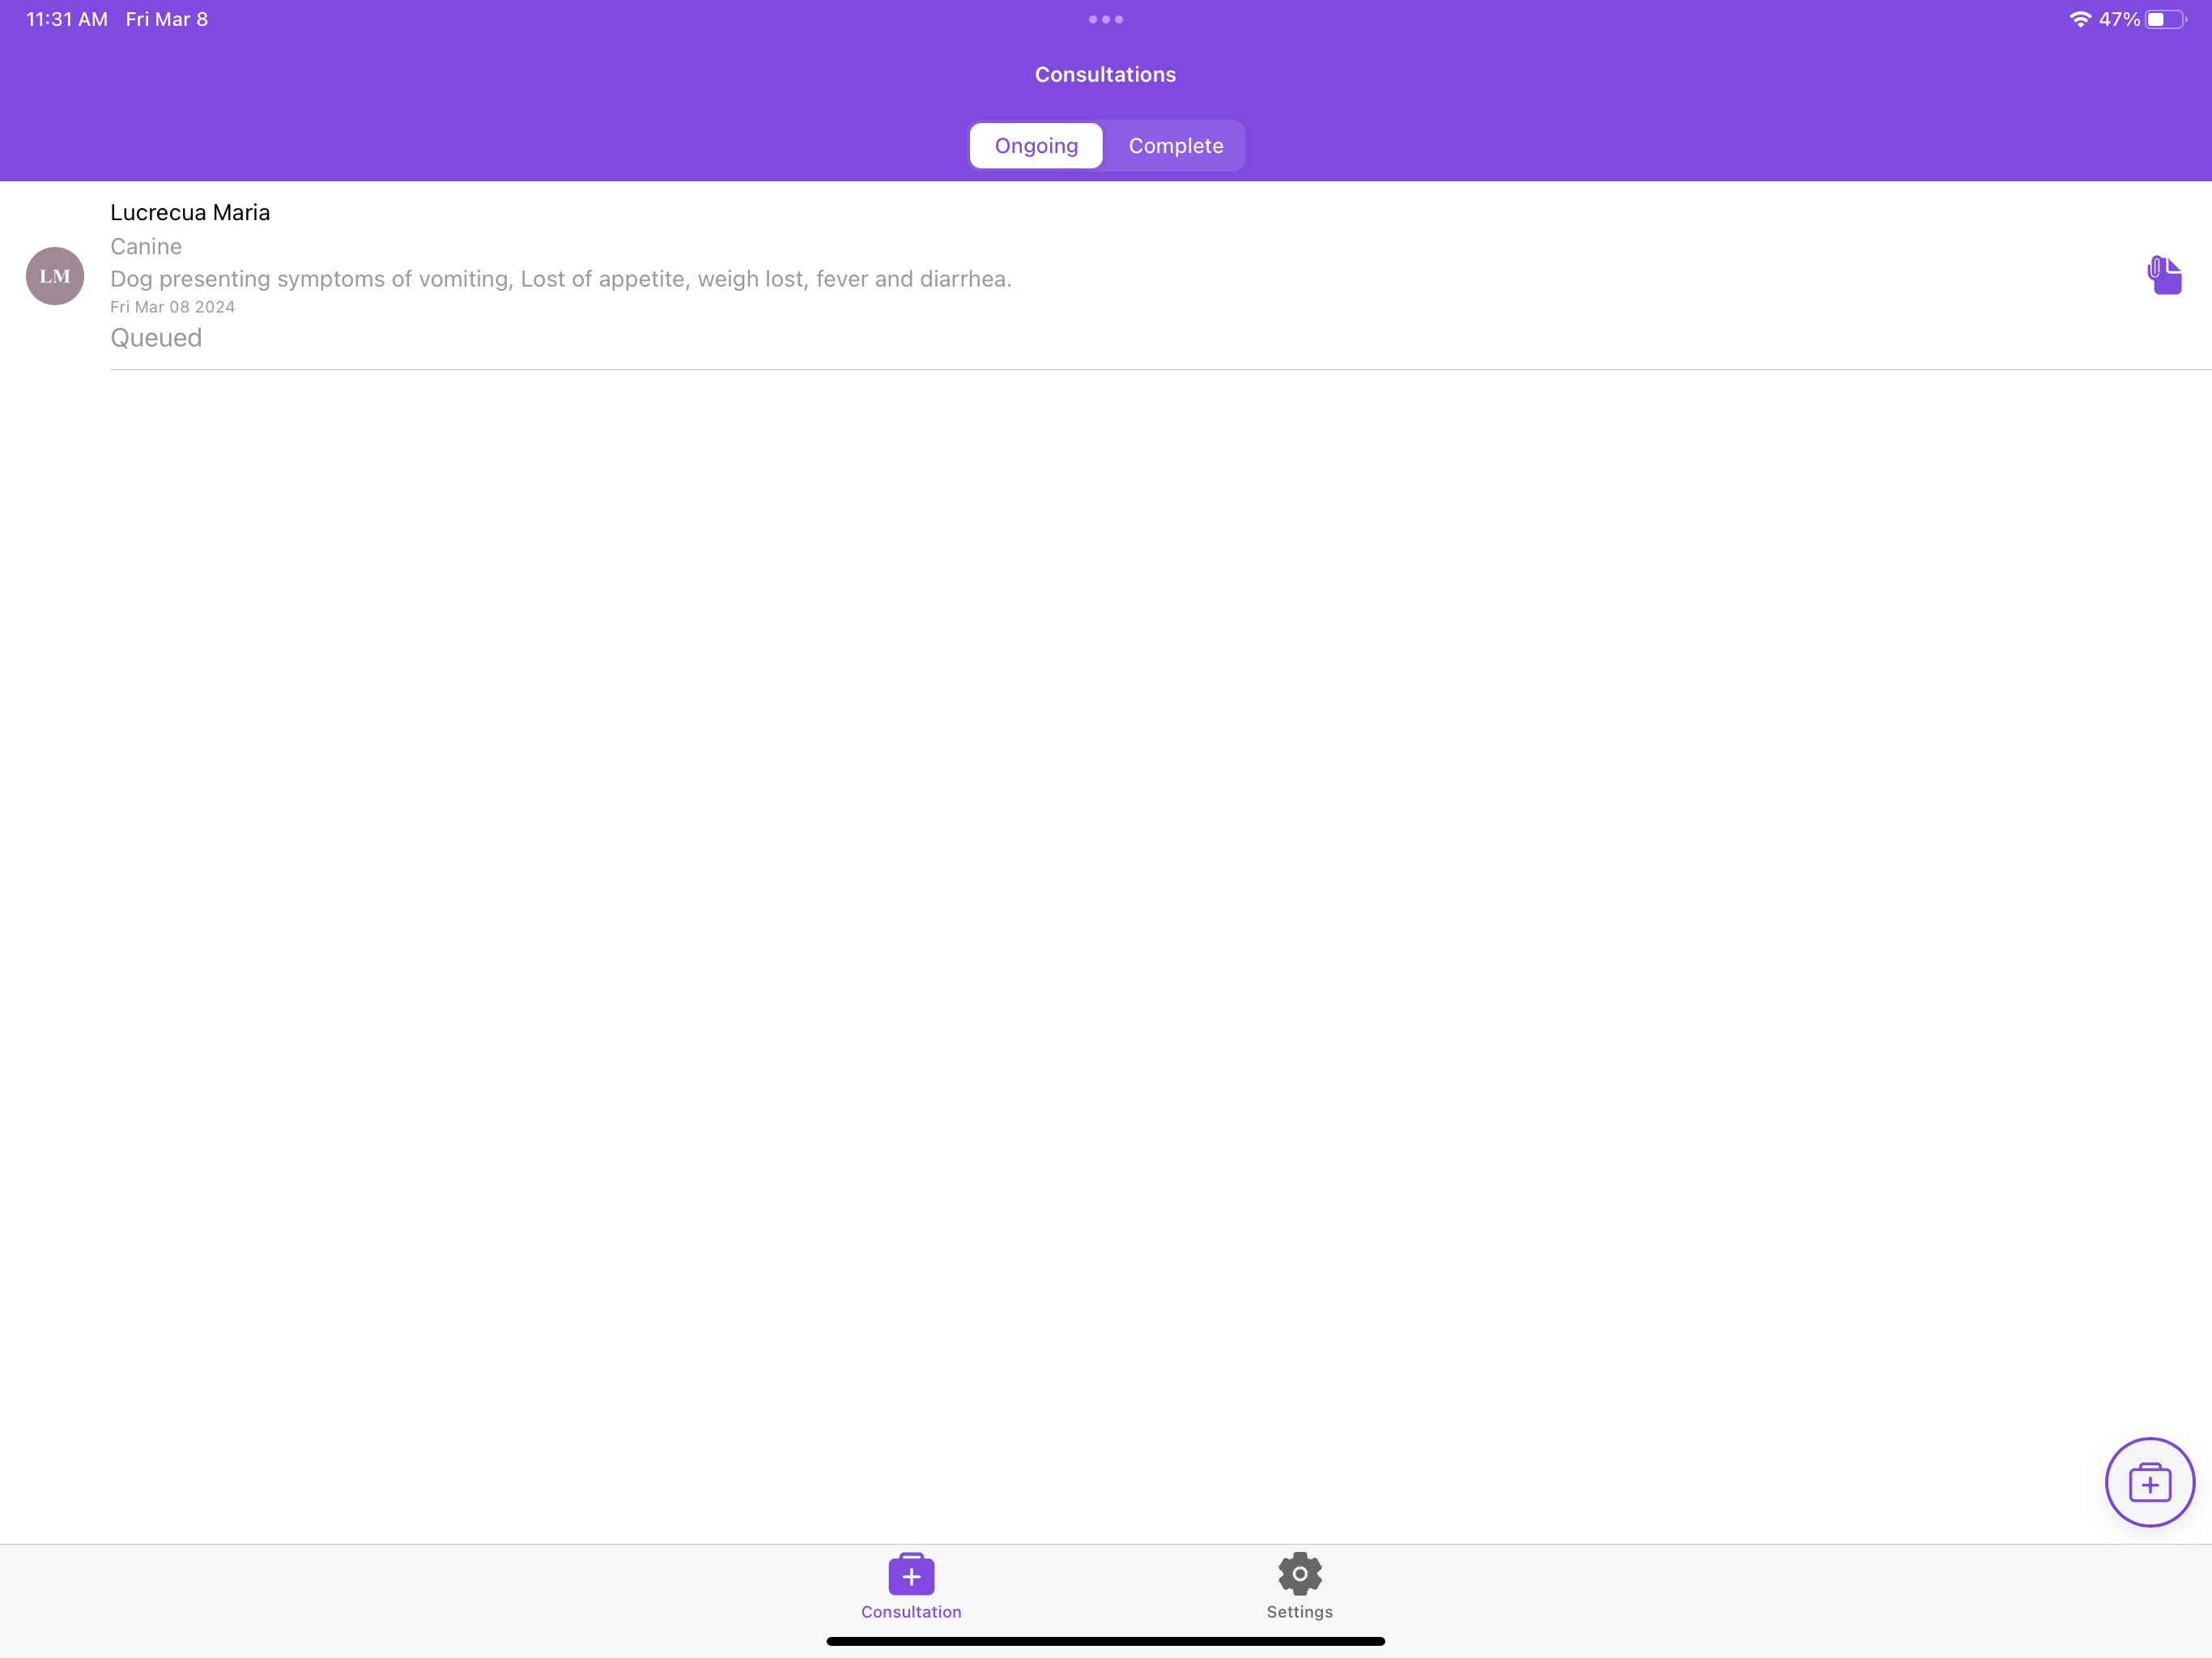 11:31 AM Fri Mar 8
47%
Consultations
Ongoing Complete
Lucrecua Maria
Canine
LM
Dog presenting symptoms of vomiting, Lost of appetite, weigh lost, fever and diarrhea.
Fri Mar 08 2024
Queued
Consultation Settings